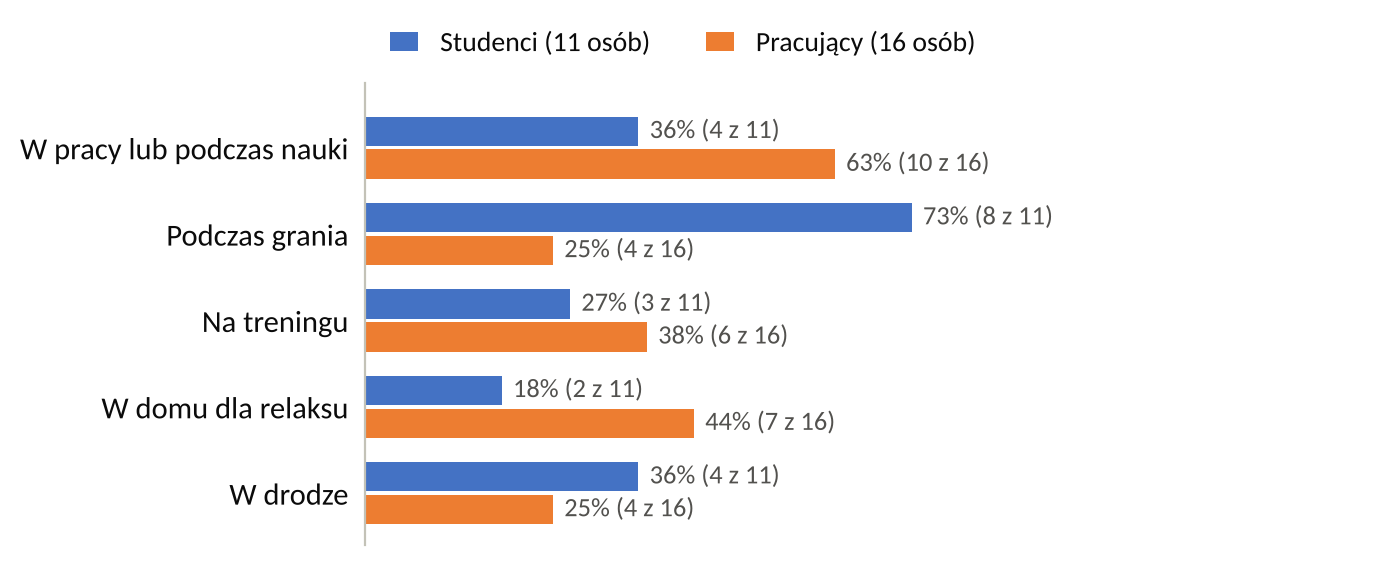 Studenci (11 osób) Pracujący (16 osób)
W pracy lub podczas nauki
36% (4 z 11)
63% (10 z 16)
Podczas grania
73% (8 z 11)
25% (4 z 16)
Na treningu
27% (3 z 11)
38% (6 z 16)
W domu dla relaksu
18% (2 z 11)
44% (7 z 16)
W drodze
36% (4 z 11)
25% (4 z 16)